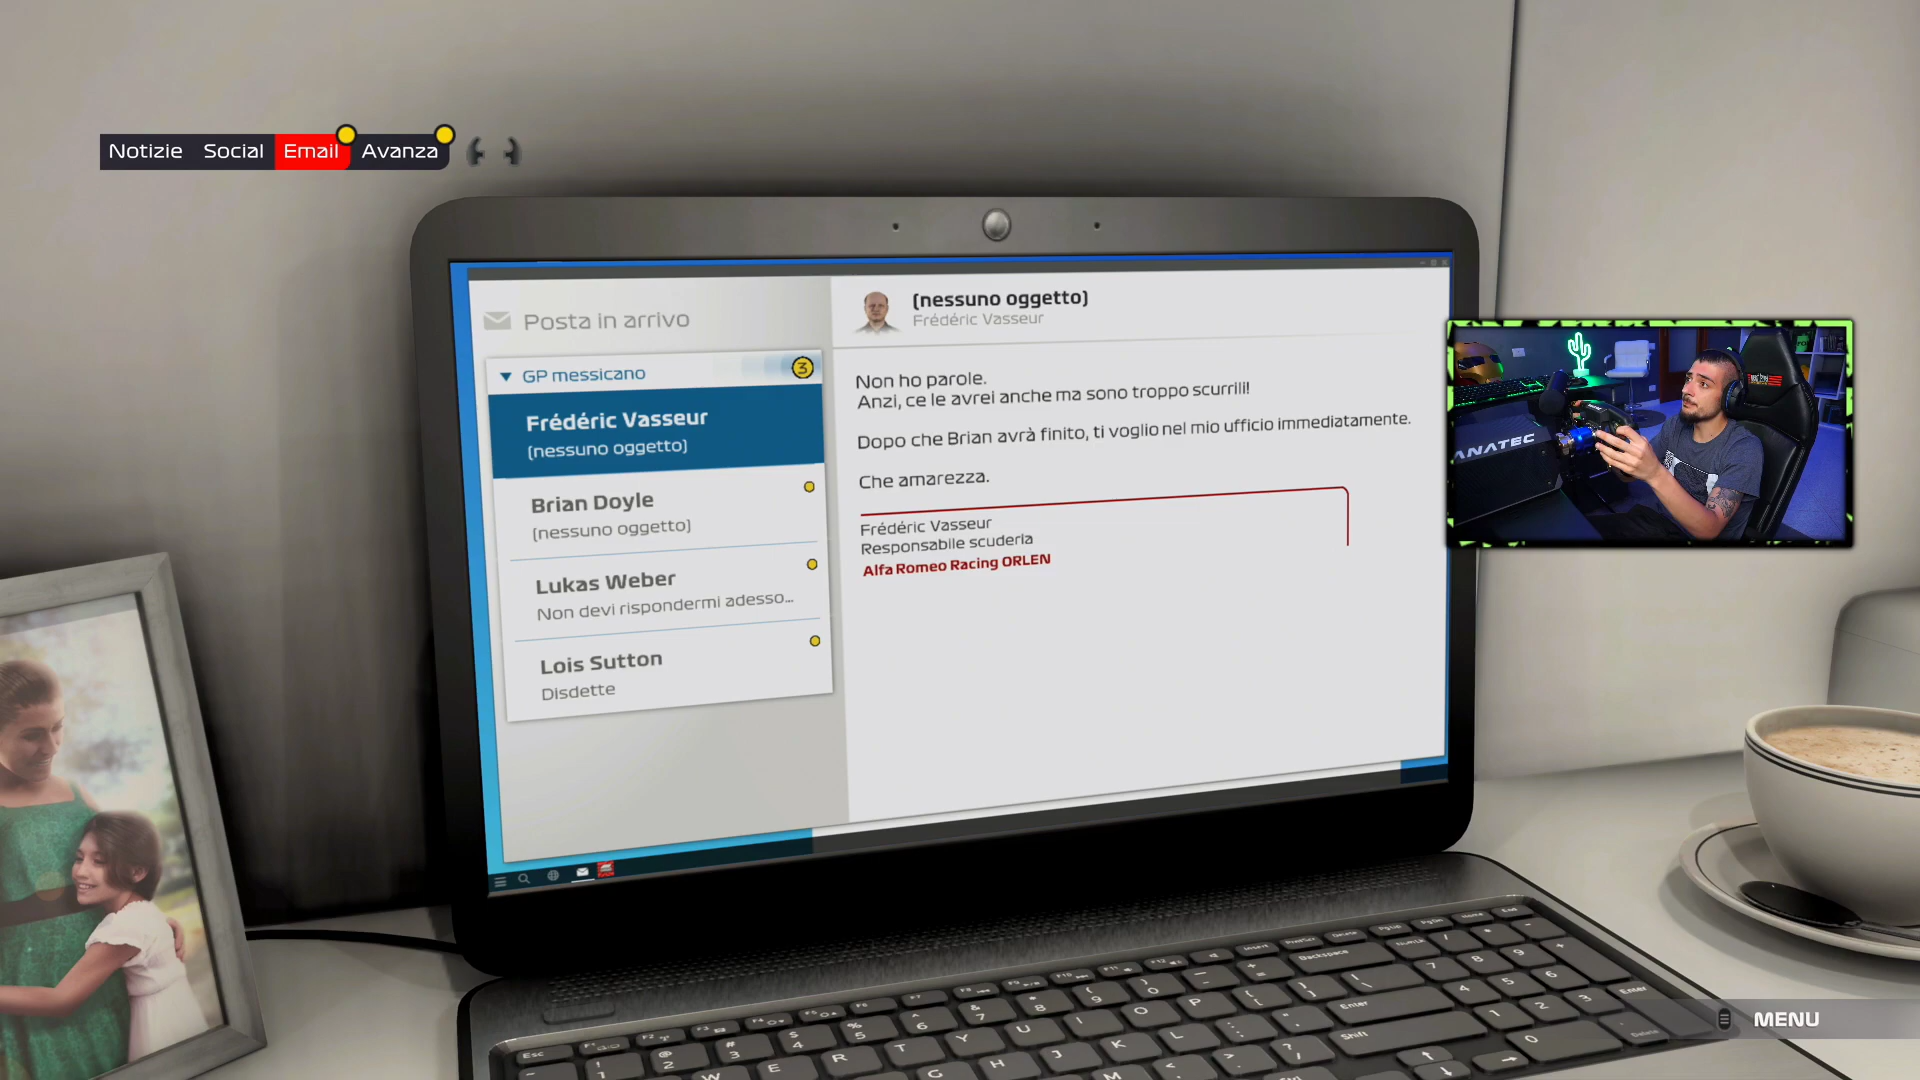 Notizie Social Email Avanza
Posta in arrivo
GP messicano
3
Frédéric Vasseur
(nessuno oggetto)
Brian Doyle
(nessuno oggetto)
Lukas Weber
Non devi rispondermi adesso...
Lois Sutton
Disdette
(nessuno oggetto)
Frédéric Vasseur
Non ho parole.
Anzi, ce le avrei anche ma sono troppo scurrili!
Dopo che Brian avrà finito, ti voglio nel mio ufficio immediatamente.
Che amarezza.
Frédéric Vasseur
Responsabile scuderia
Alfa Romeo Racing ORLEN
ANATEC
MENU